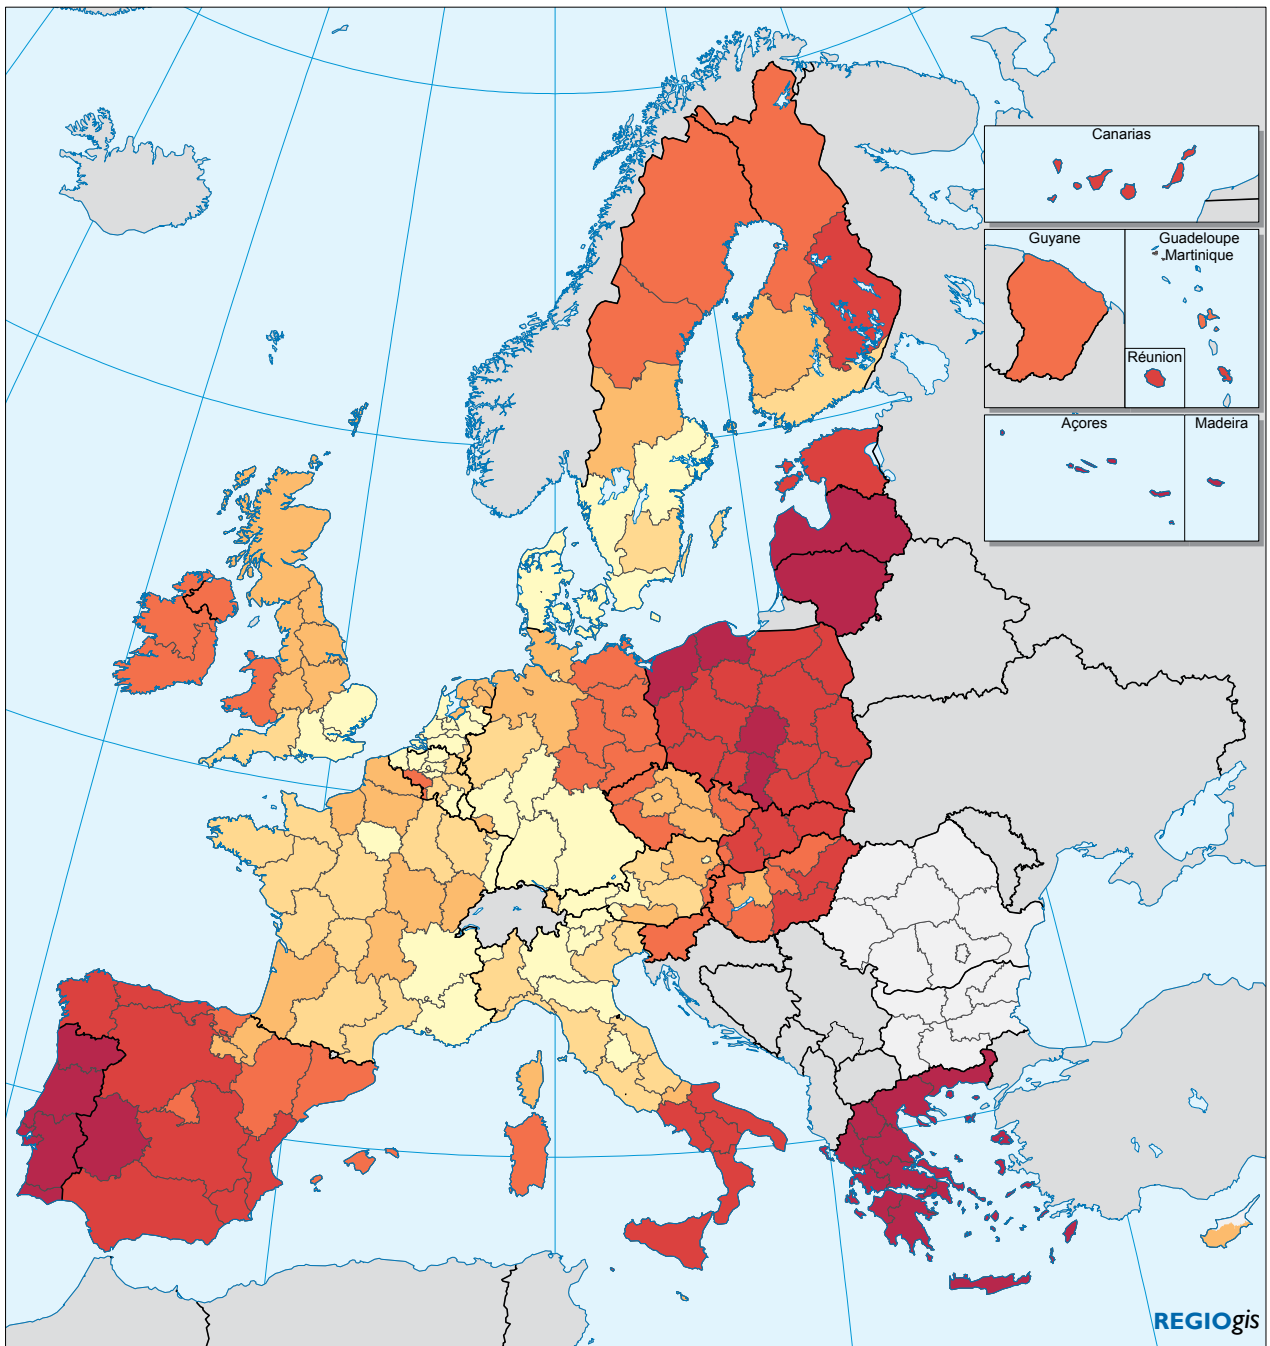 Canarias
Guyane
Guadeloupe
Martinique
Réunion
Açores
Madeira
REGIOgis